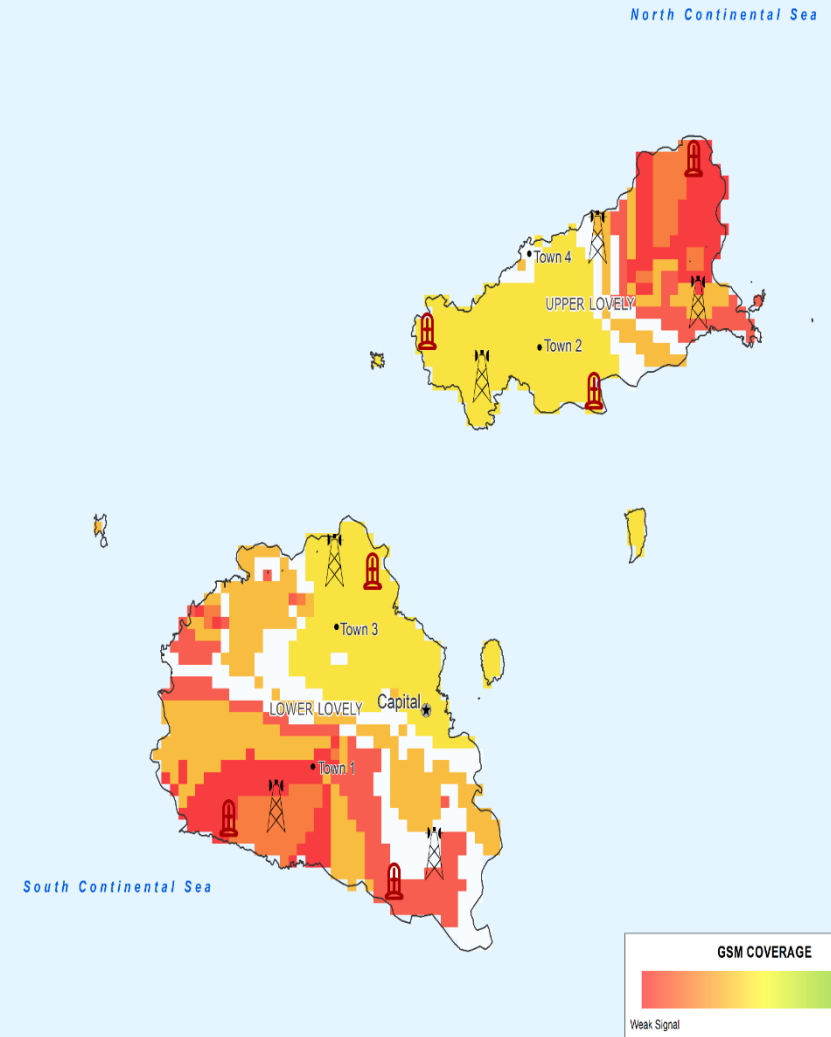 North Continental Sea
Town 4
UPPER LOVELY
Town 2
Town 3
Capital
LOWER LOVELY
Town 1
South Continental Sea
GSM COVERAGE
Weak Signal